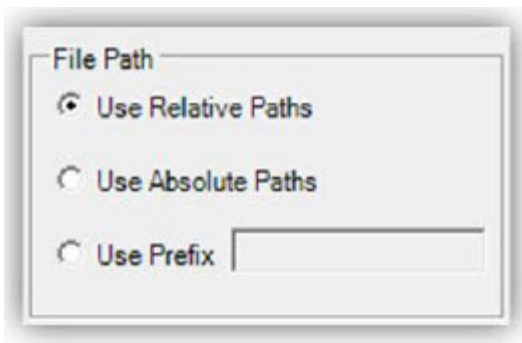 File Path
Use Relative Paths
Use Absolute Paths
Use Prefix